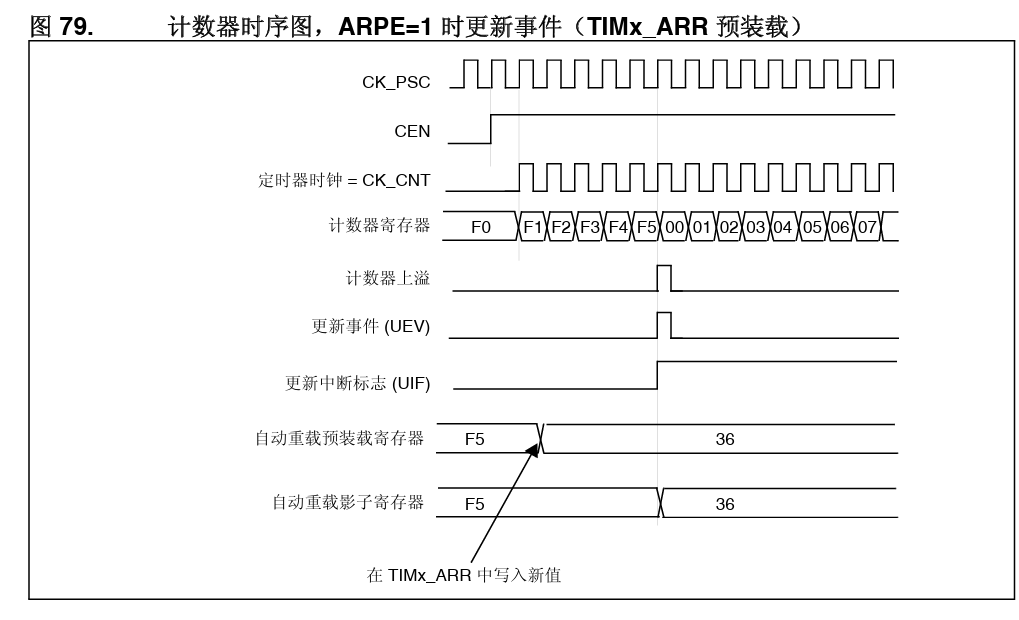 图 79. 计数器时序图，ARPE=1 时更新事件（TIMx_ARR 预装载）
CK_PSC
CEN
定时器时钟 = CK_CNT
计数器寄存器 F0 F1 F2 F3 F4 F5 00 01 02 03 04 05 06 07
计数器上溢
更新事件 (UEV)
更新中断标志 (UIF)
自动重载预装载寄存器 F5 36
自动重载影子寄存器 F5 36
在 TIMx_ARR 中写入新值